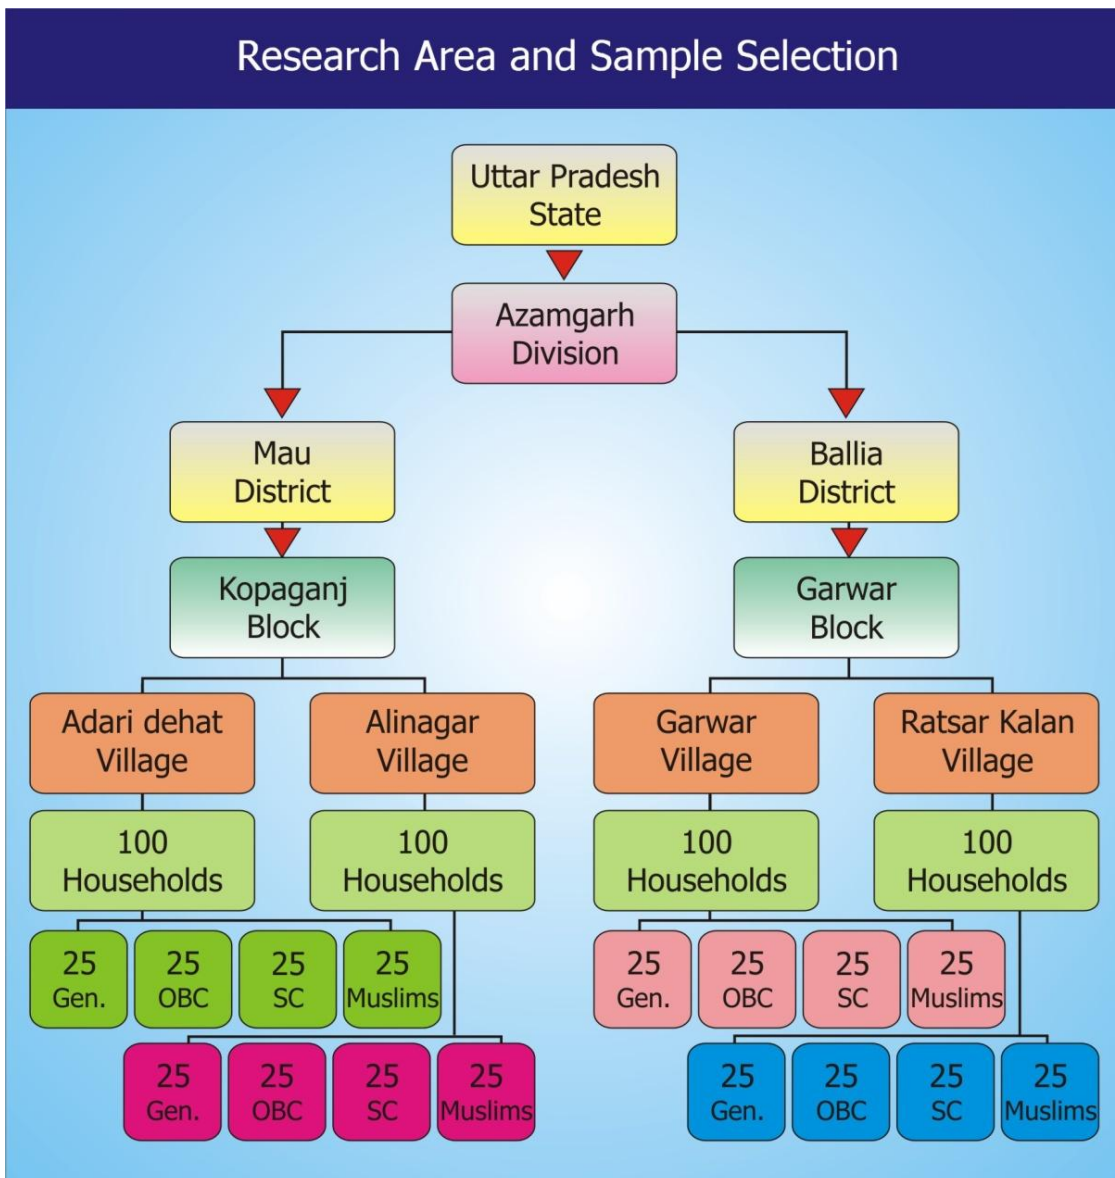 Research Area and Sample Selection
Uttar Pradesh
State
Azamgarh
Division
Mau
District
Ballia
District
Kopaganj
Block
Garwar
Block
Adari dehat
Village
Alinagar
Village
Garwar
Village
Ratsar Kalan
Village
100
Households
100
Households
100
Households
100
Households
25
Gen.
25
OBC
25
SC
25
Muslims
25
Gen.
25
OBC
25
SC
25
Muslims
25
Gen.
25
OBC
25
SC
25
Muslims
25
Gen.
25
OBC
25
SC
25
Muslims